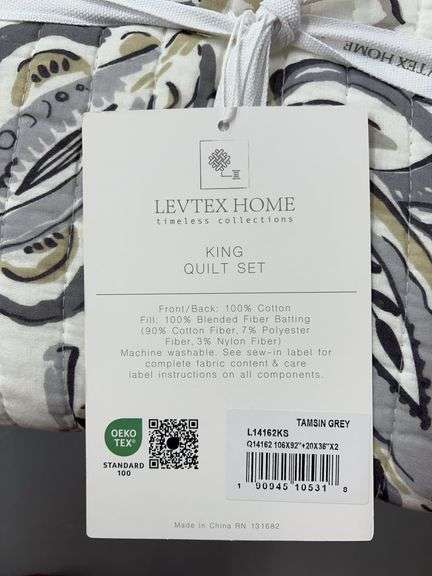 LEVTEX HOME
LEVTEX HOME
timeless collections
KING
QUILT SET
Front/Back: 100% Cotton
Fill: 100% Blended Fiber Batting
(90% Cotton Fiber, 7% Polyester
Fiber, 3% Nylon Fiber)
Machine washable. See sew-in label for
complete fabric content & care
label instructions on all components.
OEKO
TEX®
STANDARD
100
TAMSIN GREY
L14162KS
Q14162 106X92"+20X36"X2
1 90945 10531 8
Made in China RN 131682